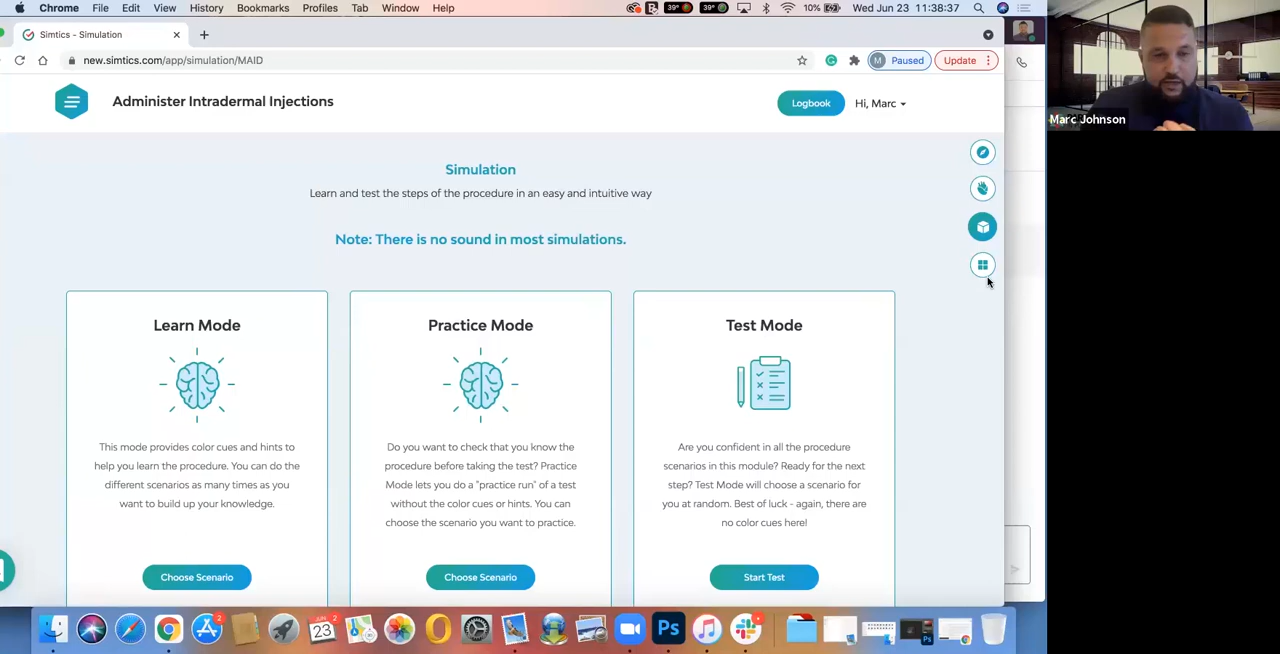 Chrome File Edit View History Bookmarks Profiles Tab Window Help
39° 39° 10% Wed Jun 23 11:38:37
Simtics - Simulation
new.simtics.com/app/simulation/MAID
M Paused
Update
Administer Intradermal Injections
Logbook
Hi, Marc
Marc Johnson
Simulation
Learn and test the steps of the procedure in an easy and intuitive way
Note: There is no sound in most simulations.
Learn Mode
This mode provides color cues and hints to
help you learn the procedure. You can do the
different scenarios as many times as you
want to build up your knowledge.
Choose Scenario
Practice Mode
Do you want to check that you know the
procedure before taking the test? Practice
Mode lets you do a "practice run" of a test
without the color cues or hints. You can
choose the scenario you want to practice.
Choose Scenario
Test Mode
Are you confident in all the procedure
scenarios in this module? Ready for the next
step? Test Mode will choose a scenario for
you at random. Best of luck - again, there are
no color cues here!
Start Test
2
JUN 2
23
Ps